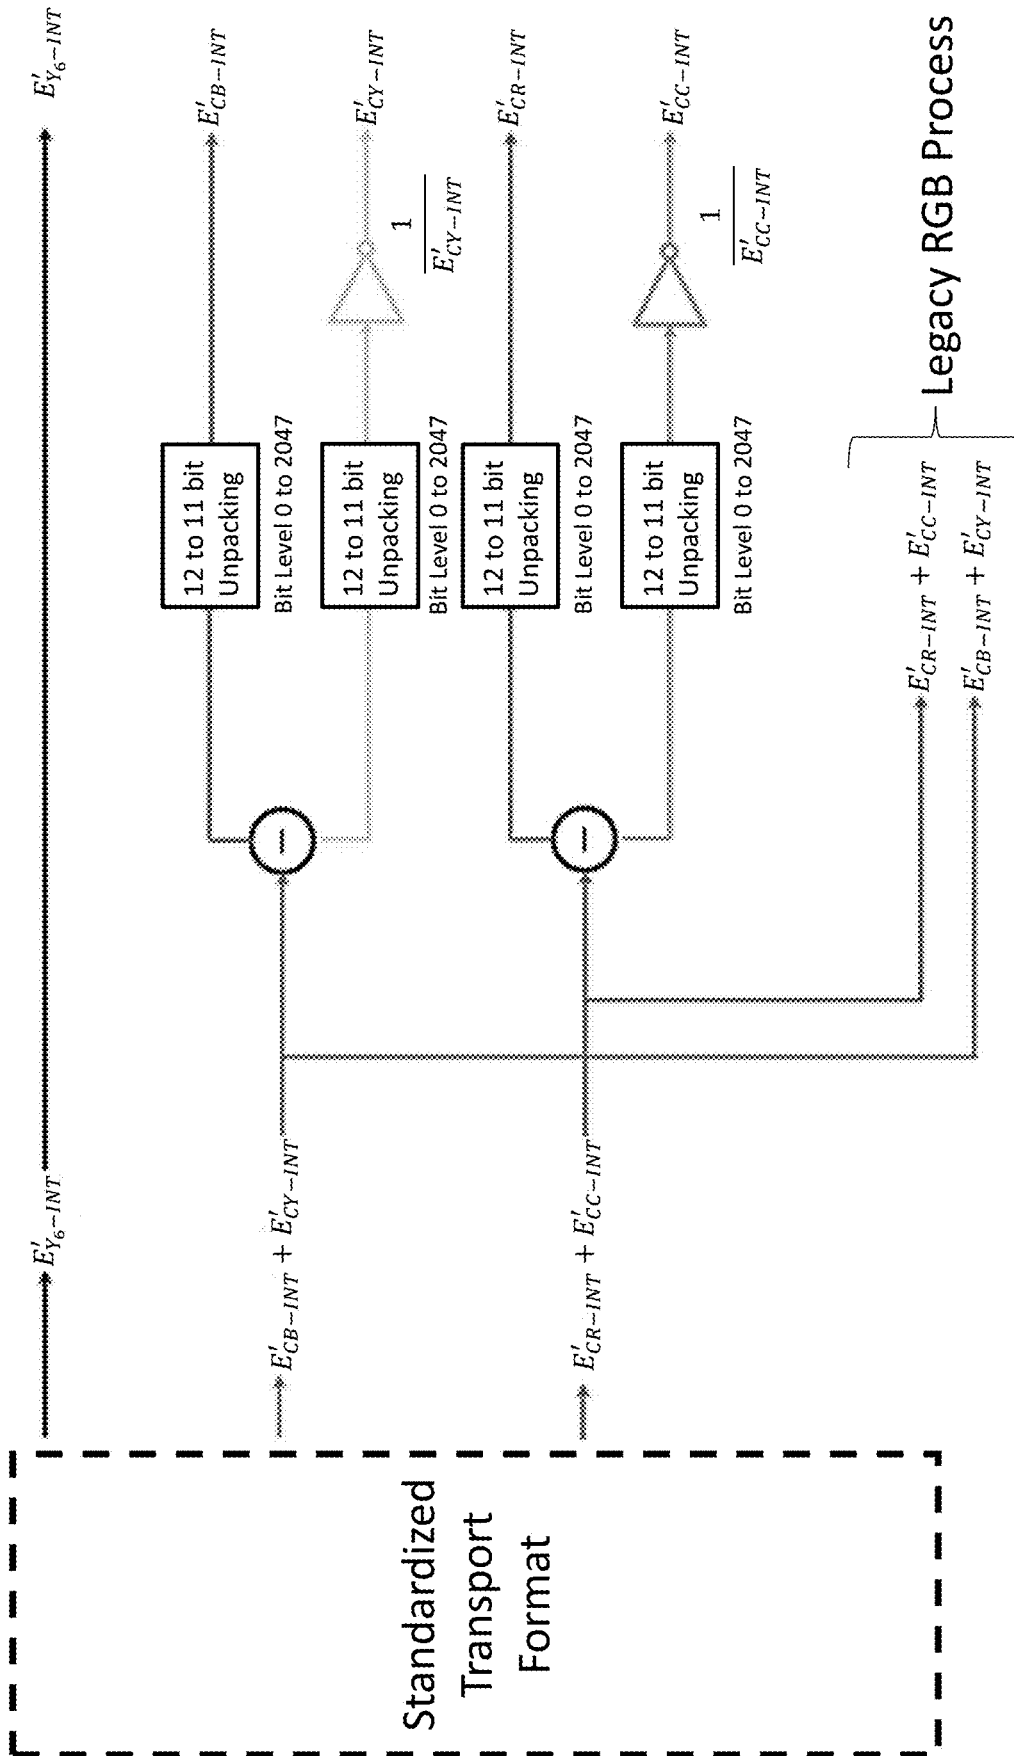 Standardized
Transport
Format
E'_{Y_6-INT}
E'_{Y_6-INT}
E'_{CB-INT} + E'_{CY-INT}
12 to 11 bit
Unpacking
Bit Level 0 to 2047
E'_{CB-INT}
12 to 11 bit
Unpacking
Bit Level 0 to 2047
1
E'_{CY-INT}
E'_{CY-INT}
E'_{CR-INT} + E'_{CC-INT}
12 to 11 bit
Unpacking
Bit Level 0 to 2047
E'_{CR-INT}
12 to 11 bit
Unpacking
Bit Level 0 to 2047
1
E'_{CC-INT}
E'_{CC-INT}
E'_{CR-INT} + E'_{CC-INT}
E'_{CB-INT} + E'_{CY-INT}
Legacy RGB Process